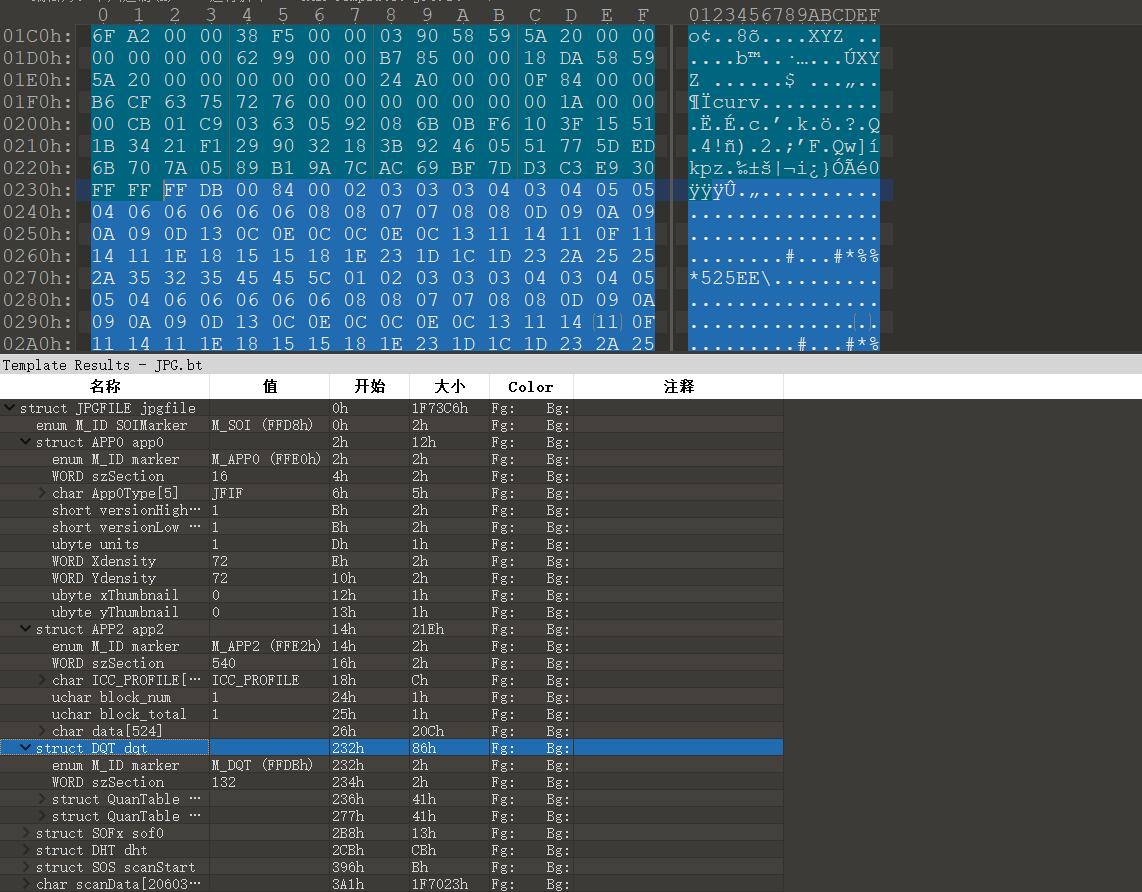 0 1 2 3 4 5 6 7 8 9 A B C D E F 0123456789ABCDEF
01C0h: 6F A2 00 00 38 F5 00 00 03 90 58 59 5A 20 00 00 o¢..8õ....XYZ ..
01D0h: 00 00 00 00 62 99 00 00 B7 85 00 00 18 DA 58 59 ....b™..·…...ÚXY
01E0h: 5A 20 00 00 00 00 00 00 24 A0 00 00 0F 84 00 00 Z ......$ ...„..
01F0h: B6 CF 63 75 72 76 00 00 00 00 00 00 00 1A 00 00 ¶Ïcurv..........
0200h: 00 CB 01 C9 03 63 05 92 08 6B 0B F6 10 3F 15 51 .Ë.É.c.’.k.ö.?.Q
0210h: 1B 34 21 F1 29 90 32 18 3B 92 46 05 51 77 5D ED .4!ñ).2.;’F.Qw]í
0220h: 6B 70 7A 05 89 B1 9A 7C AC 69 BF 7D D3 C3 E9 30 kpz.‰±š|¬i¿}ÓÃé0
0230h: FF FF FF DB 00 84 00 02 03 03 03 04 03 04 05 05 ÿÿÿÛ.„..........
0240h: 04 06 06 06 06 06 08 08 07 07 08 08 0D 09 0A 09 ................
0250h: 0A 09 0D 13 0C 0E 0C 0C 0E 0C 13 11 14 11 0F 11 ................
0260h: 14 11 1E 18 15 15 18 1E 23 1D 1C 1D 23 2A 25 25 ........#...#*%%
0270h: 2A 35 32 35 45 45 5C 01 02 03 03 03 04 03 04 05 *525EE\.........
0280h: 05 04 06 06 06 06 06 08 08 07 07 08 08 0D 09 0A ................
0290h: 09 0A 09 0D 13 0C 0E 0C 0C 0E 0C 13 11 14 11 0F ................
02A0h: 11 14 11 1E 18 15 15 18 1E 23 1D 1C 1D 23 2A 25 .........#...#*%
Template Results - JPG.bt
名称 值 开始 大小 Color 注释
struct JPGFILE jpgfile 0h 1F73C6h Fg: Bg:
enum M_ID SOIMarker M_SOI (FFD8h) 0h 2h Fg: Bg:
struct APP0 app0 2h 12h Fg: Bg:
enum M_ID marker M_APP0 (FFE0h) 2h 2h Fg: Bg:
WORD szSection 16 4h 2h Fg: Bg:
char App0Type[5] JFIF 6h 5h Fg: Bg:
short versionHigh… 1 Bh 2h Fg: Bg:
short versionLow … 1 Bh 2h Fg: Bg:
ubyte units 1 Dh 1h Fg: Bg:
WORD Xdensity 72 Eh 2h Fg: Bg:
WORD Ydensity 72 10h 2h Fg: Bg:
ubyte xThumbnail 0 12h 1h Fg: Bg:
ubyte yThumbnail 0 13h 1h Fg: Bg:
struct APP2 app2 14h 21Eh Fg: Bg:
enum M_ID marker M_APP2 (FFE2h) 14h 2h Fg: Bg:
WORD szSection 540 16h 2h Fg: Bg:
char ICC_PROFILE[… ICC_PROFILE 18h Ch Fg: Bg:
uchar block_num 1 24h 1h Fg: Bg:
uchar block_total 1 25h 1h Fg: Bg:
char data[524] 26h 20Ch Fg: Bg:
struct DQT dqt 232h 86h Fg: Bg:
enum M_ID marker M_DQT (FFDBh) 232h 2h Fg: Bg:
WORD szSection 132 234h 2h Fg: Bg:
struct QuanTable … 236h 41h Fg: Bg:
struct QuanTable … 277h 41h Fg: Bg:
struct SOFx sof0 2B8h 13h Fg: Bg:
struct DHT dht 2CBh CBh Fg: Bg:
struct SOS scanStart 396h Bh Fg: Bg:
char scanData[20603… 3A1h 1F7023h Fg: Bg: